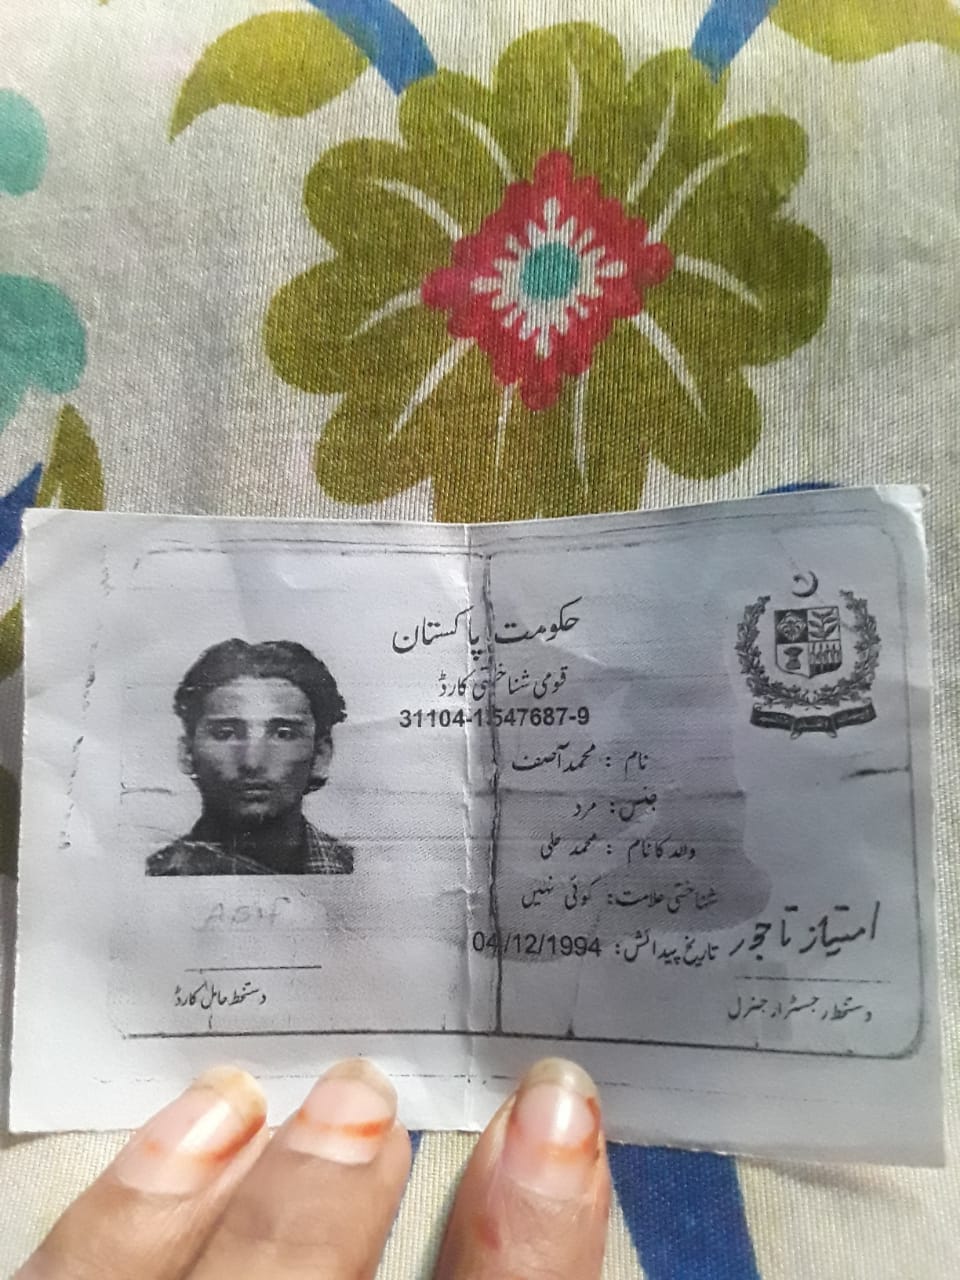 حکومت پاکستان
قومی شناختی کارڈ
31104-1547687-9
نام : محمد آصف
جنس: مرد
والد کا نام : محمد علی
شناختی علامت: کوئی نہیں
تاریخ پیدائش: 04/12/1994
Asif
دستخط حامل کارڈ
امتیاز تاجور
دستخط رجسٹرار جنرل